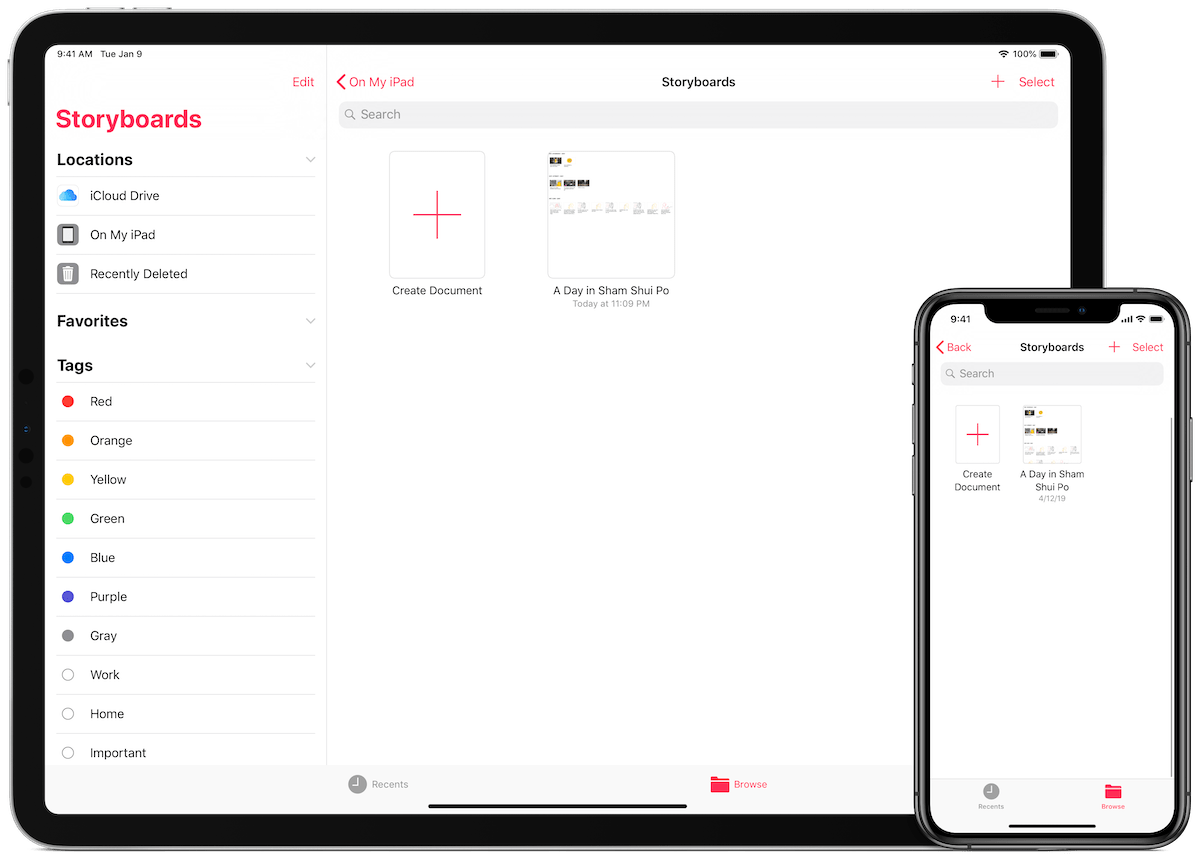 9:41 AM Tue Jan 9
100%
Edit
Storyboards
Locations
iCloud Drive
On My iPad
Recently Deleted
Favorites
Tags
Red
Orange
Yellow
Green
Blue
Purple
Gray
Work
Home
Important
On My iPad
Storyboards
Select
Search
Create Document
A Day in Sham Shui Po
Today at 11:09 PM
Recents
Browse
9:41
Back
Storyboards
Select
Search
Create
Document
A Day in Sham
Shui Po
4/12/19
Recents
Browse